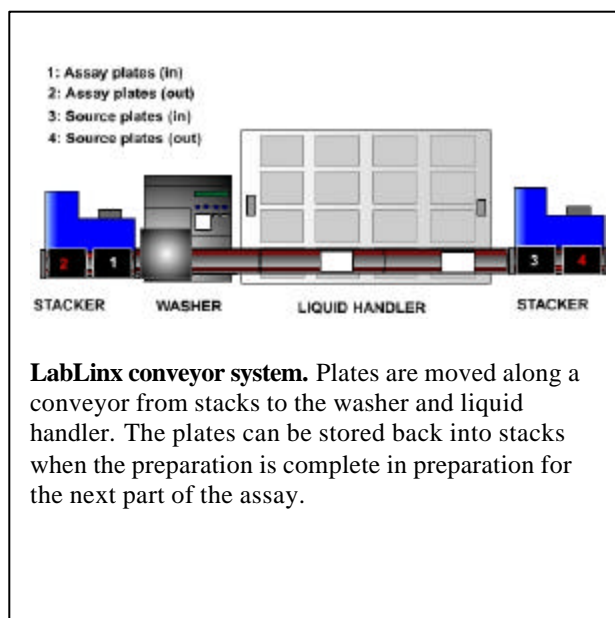 1: Assay plates (in)
2: Assay plates (out)
3: Source plates (in)
4: Source plates (out)
2 1 3 4
STACKER WASHER LIQUID HANDLER STACKER
LabLinx conveyor system. Plates are moved along a
conveyor from stacks to the washer and liquid
handler. The plates can be stored back into stacks
when the preparation is complete in preparation for
the next part of the assay.